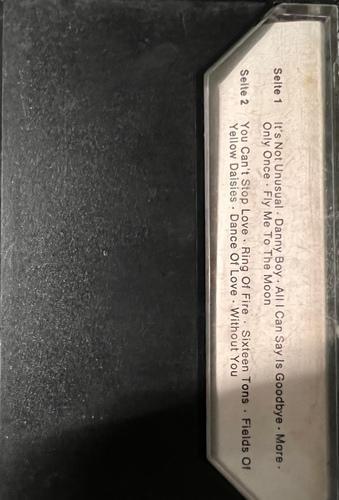 Seite 1 It's Not Unusual · Danny Boy · All I Can Say Is Goodbye · More ·
Only Once · Fly Me To The Moon
Seite 2 You Can't Stop Love · Ring Of Fire · Sixteen Tons · Fields Of
Yellow Daisies · Dance Of Love · Without You